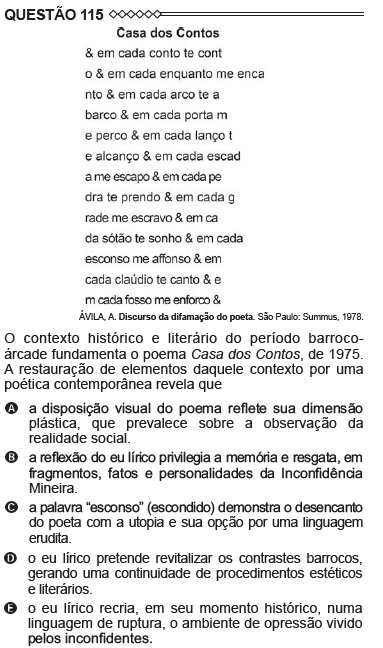 QUESTÃO 115
Casa dos Contos
& em cada conto te cont
o & em cada enquanto me enca
nto & em cada arco te a
barco & em cada porta m
e perco & em cada lanço t
e alcanço & em cada escad
a me escapo & em cada pe
dra te prendo & em cada g
rade me escravo & em ca
da sótão te sonho & em cada
esconso me affonso & em
cada claúdio te canto & e
m cada fosso me enforco &
ÁVILA, A. Discurso da difamação do poeta. São Paulo: Summus, 1978.
O contexto histórico e literário do período barroco-
árcade fundamenta o poema Casa dos Contos, de 1975.
A restauração de elementos daquele contexto por uma
poética contemporânea revela que
A a disposição visual do poema reflete sua dimensão
plástica, que prevalece sobre a observação da
realidade social.
B a reflexão do eu lírico privilegia a memória e resgata, em
fragmentos, fatos e personalidades da Inconfidência
Mineira.
C a palavra “esconso” (escondido) demonstra o desencanto
do poeta com a utopia e sua opção por uma linguagem
erudita.
D o eu lírico pretende revitalizar os contrastes barrocos,
gerando uma continuidade de procedimentos estéticos
e literários.
E o eu lírico recria, em seu momento histórico, numa
linguagem de ruptura, o ambiente de opressão vivido
pelos inconfidentes.